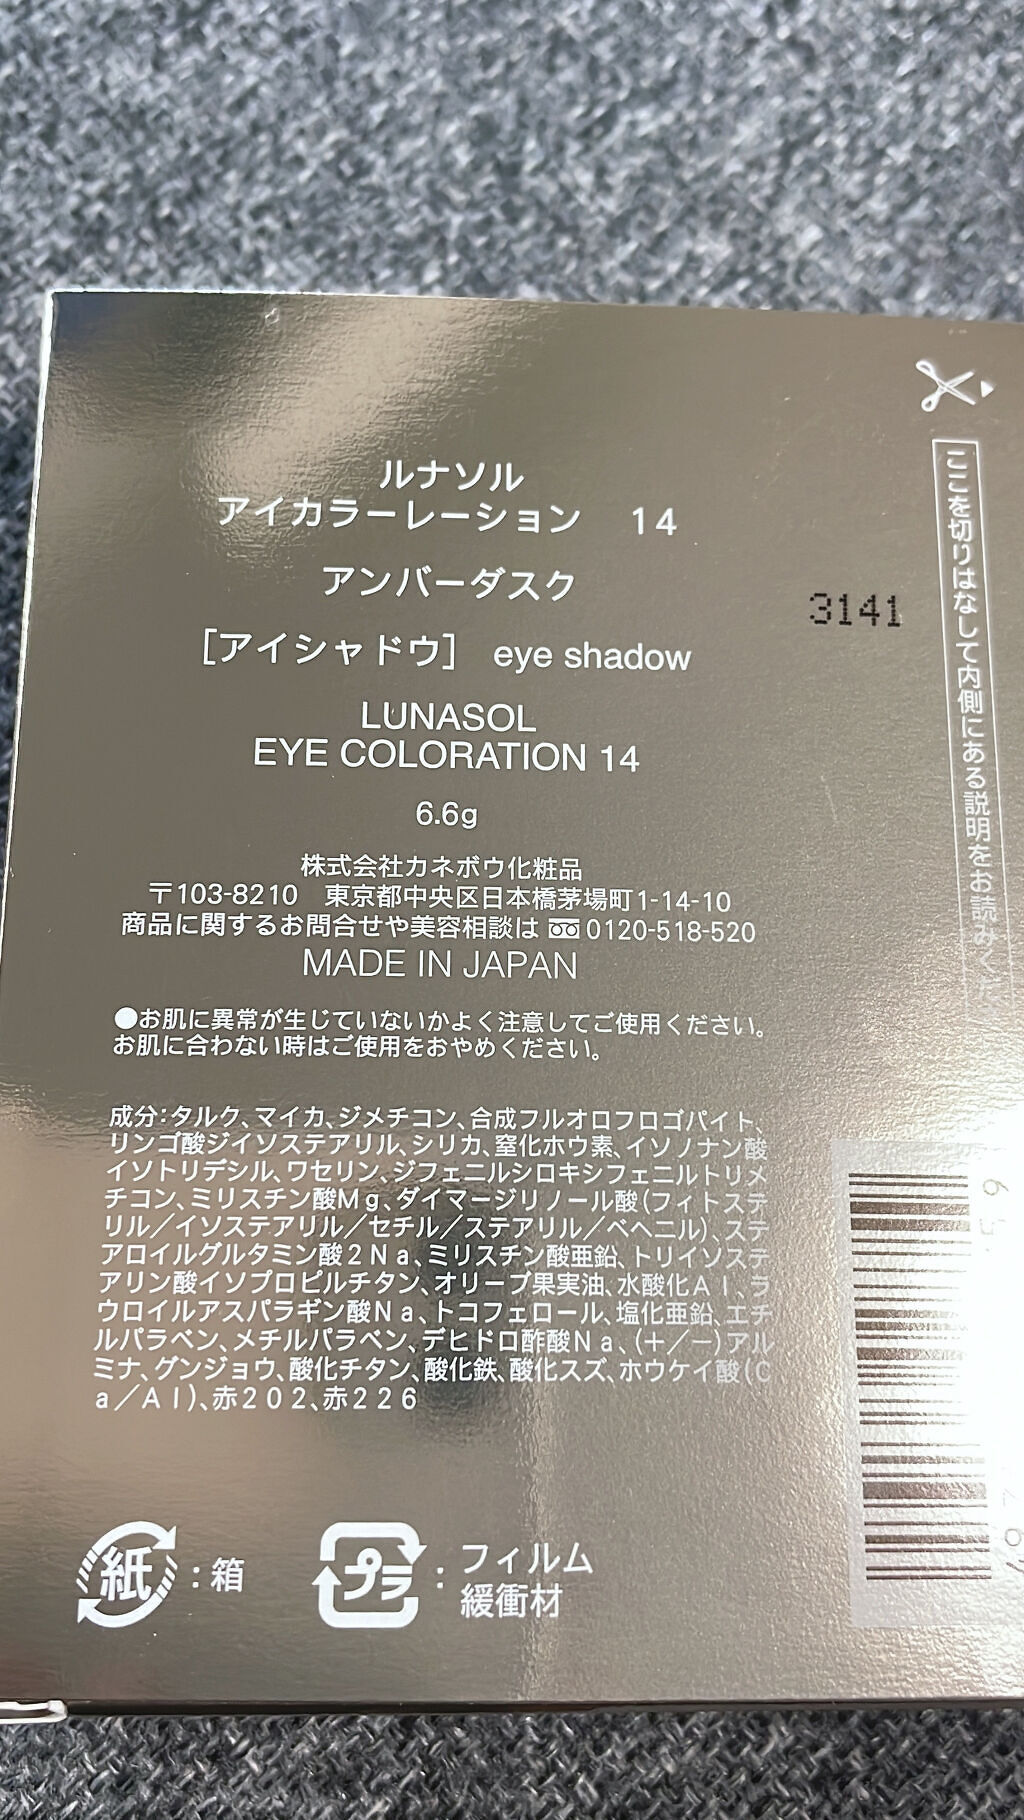 ルナソル
アイカラーレーション 14
アンバーダスク
[アイシャドウ] eye shadow
LUNASOL
EYE COLORATION 14
6.6g
株式会社カネボウ化粧品
〒103-8210 東京都中央区日本橋茅場町1-14-10
商品に関するお問合せや美容相談は 0120-518-520
MADE IN JAPAN
●お肌に異常が生じていないかよく注意してご使用ください。
お肌に合わない時はご使用をおやめください。
成分:タルク、マイカ、ジメチコン、合成フルオロフロゴパイト、
リンゴ酸ジイソステアリル、シリカ、窒化ホウ素、イソノナン酸
イソトリデシル、ワセリン、ジフェニルシロキシフェニルトリメ
チコン、ミリスチン酸Mg、ダイマージリノール酸(フィトステ
リル/イソステアリル/セチル/ステアリル/ベヘニル)、ステ
アロイルグルタミン酸2Na、ミリスチン酸亜鉛、トリイソステ
アリン酸イソプロピルチタン、オリーブ果実油、水酸化Al、ラ
ウロイルアスパラギン酸Na、トコフェロール、塩化亜鉛、エチ
ルパラベン、メチルパラベン、デヒドロ酢酸Na、(+/-)アル
ミナ、グンジョウ、酸化チタン、酸化鉄、酸化スズ、ホウケイ酸(C
a/Al)、赤202、赤226
紙:箱
プラ:フィルム
緩衝材
3141
ここを切りはなして内側にある説明をお読みくだ